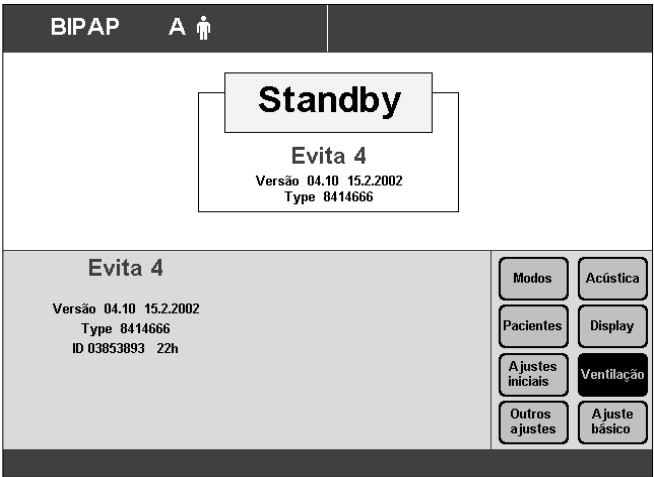 BIPAP A
Standby
Evita 4
Versão 04.10 15.2.2002
Type 8414666
Evita 4
Versão 04.10 15.2.2002
Type 8414666
ID 03853893 22h
Modos
Acústica
Pacientes
Display
Ajustes
iniciais
Ventilação
Outros
ajustes
Ajuste
básico